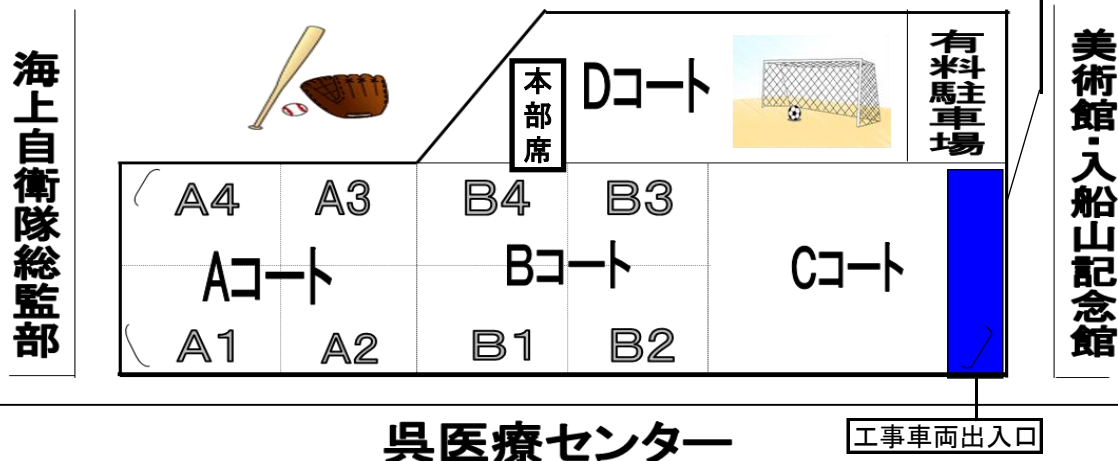 海上自衛隊総監部
本部席
Dコート
有料駐車場
美術館・入船山記念館
A4
A3
B4
B3
Aコート
Bコート
Cコート
A1
A2
B1
B2
工事車両出入口
呉医療センター